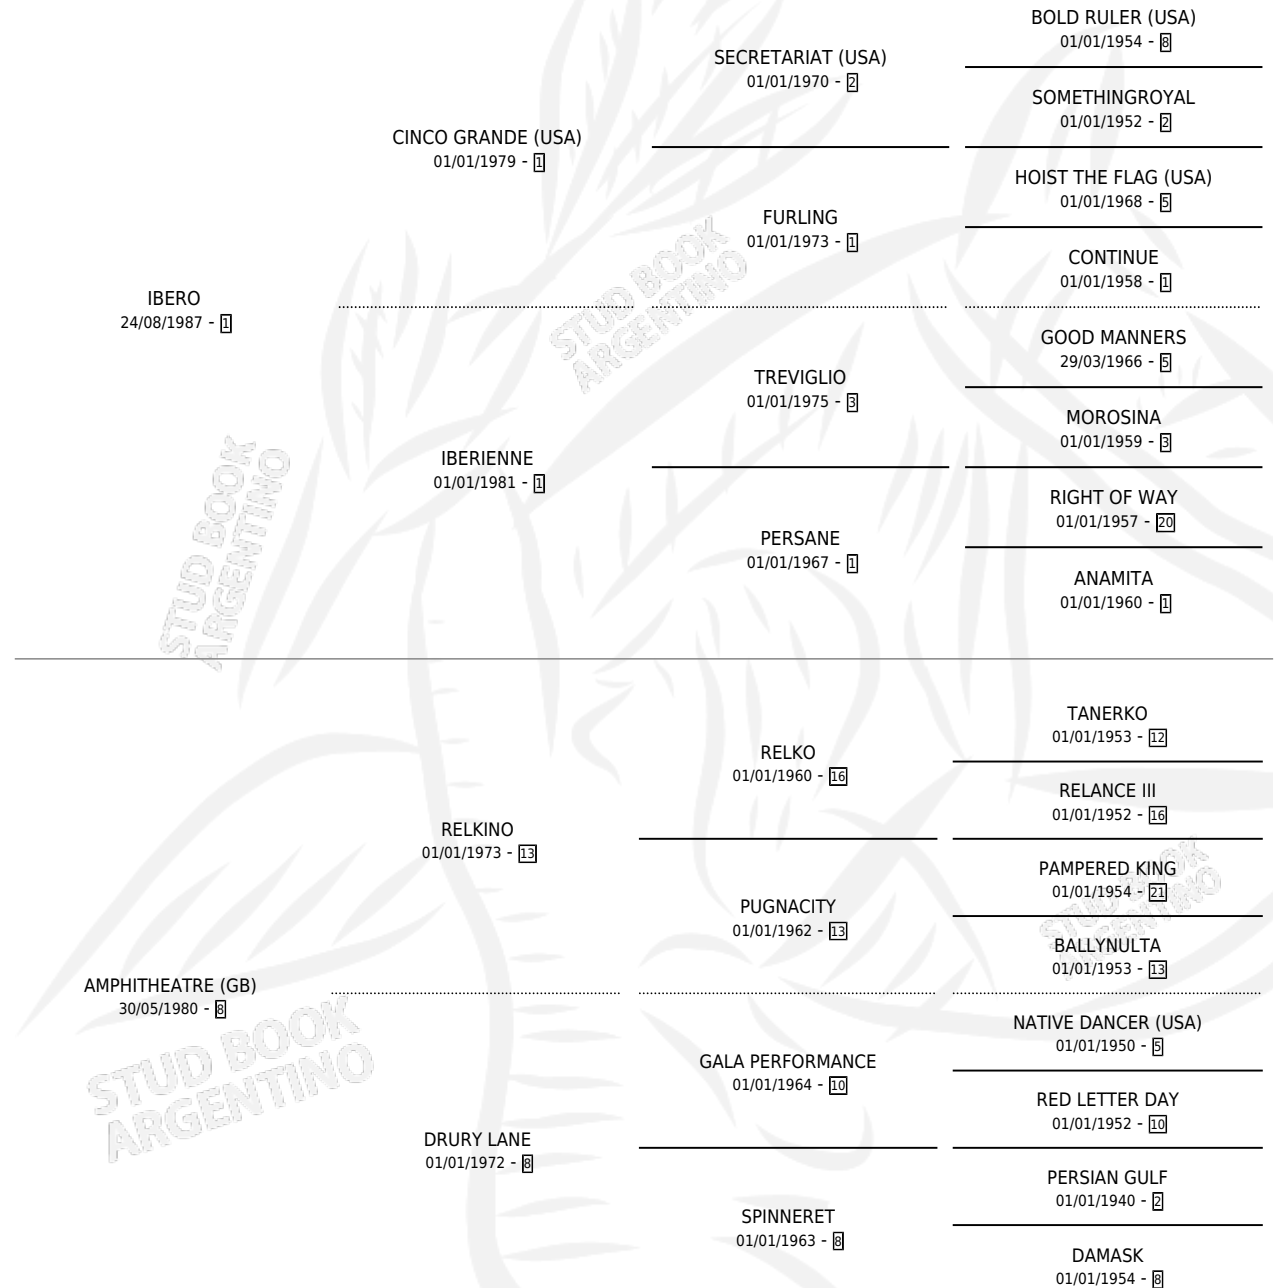 BOLD RULER (USA)
01/01/1954 - 8
SECRETARIAT (USA)
01/01/1970 - 2
SOMETHINGROYAL
01/01/1952 - 2
CINCO GRANDE (USA)
01/01/1979 - 1
HOIST THE FLAG (USA)
01/01/1968 - 5
FURLING
01/01/1973 - 1
CONTINUE
01/01/1958 - 1
IBERO
24/08/1987 - 1
GOOD MANNERS
29/03/1966 - 5
TREVIGLIO
01/01/1975 - 3
MOROSINA
01/01/1959 - 3
IBERIENNE
01/01/1981 - 1
RIGHT OF WAY
01/01/1957 - 20
PERSANE
01/01/1967 - 1
ANAMITA
01/01/1960 - 1
TANERKO
01/01/1953 - 12
RELKO
01/01/1960 - 16
RELANCE III
01/01/1952 - 16
RELKINO
01/01/1973 - 13
PAMPERED KING
01/01/1954 - 21
PUGNACITY
01/01/1962 - 13
BALLYNULTA
01/01/1953 - 13
AMPHITHEATRE (GB)
30/05/1980 - 8
NATIVE DANCER (USA)
01/01/1950 - 5
GALA PERFORMANCE
01/01/1964 - 10
RED LETTER DAY
01/01/1952 - 10
DRURY LANE
01/01/1972 - 8
PERSIAN GULF
01/01/1940 - 2
SPINNERET
01/01/1963 - 8
DAMASK
01/01/1954 - 8
STUD BOOK
ARGENTINO
STUD BOOK
ARGENTINO
STUD BOOK
ARGENTINO
STUD BOOK
ARGENTINO